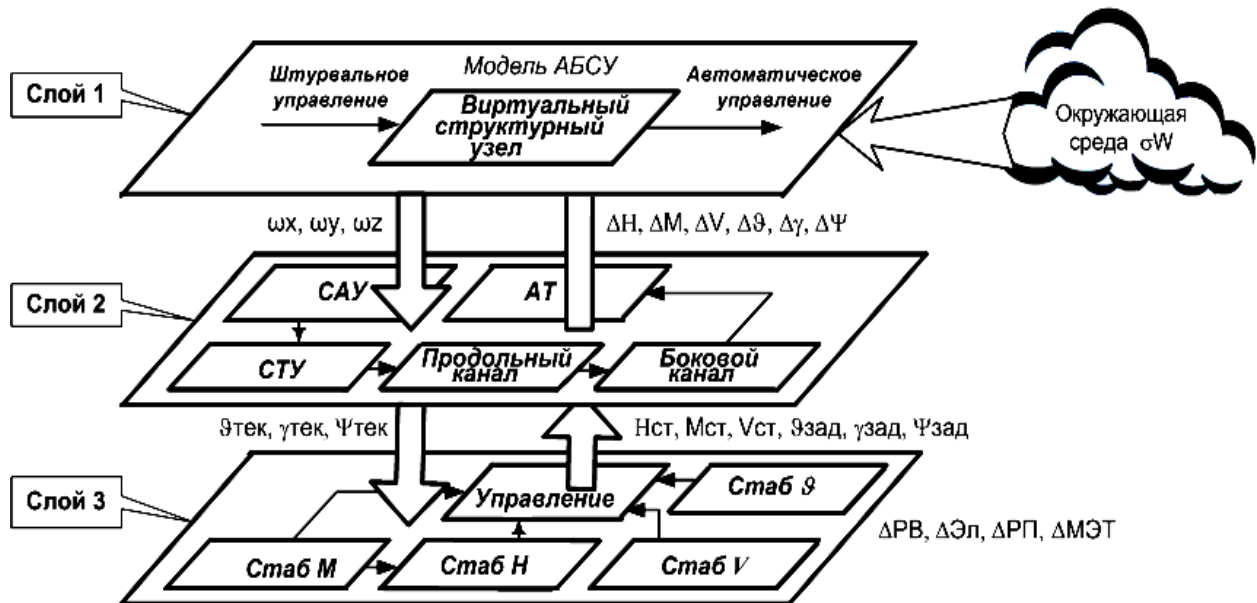 Слой 1
Штурвальное
управление
Модель АБСУ
Виртуальный
структурный
узел
Автоматическое
управление
Окружающая
среда σW
ωx, ωy, ωz
ΔH, ΔM, ΔV, Δϑ, Δγ, ΔΨ
Слой 2
САУ
АТ
СТУ
Продольный
канал
Боковой
канал
ϑтек, γтек, Ψтек
Hст, Mст, Vст, ϑзад, γзад, Ψзад
Слой 3
Управление
Стаб ϑ
Стаб M
Стаб H
Стаб V
ΔРВ, ΔЭл, ΔРП, ΔМЭТ